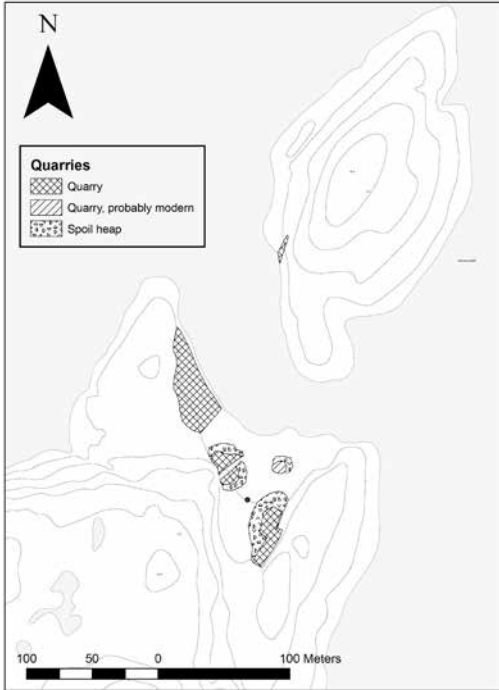 N
Quarries
Quarry
Quarry, probably modern
Spoil heap
100 50 0 100 Meters